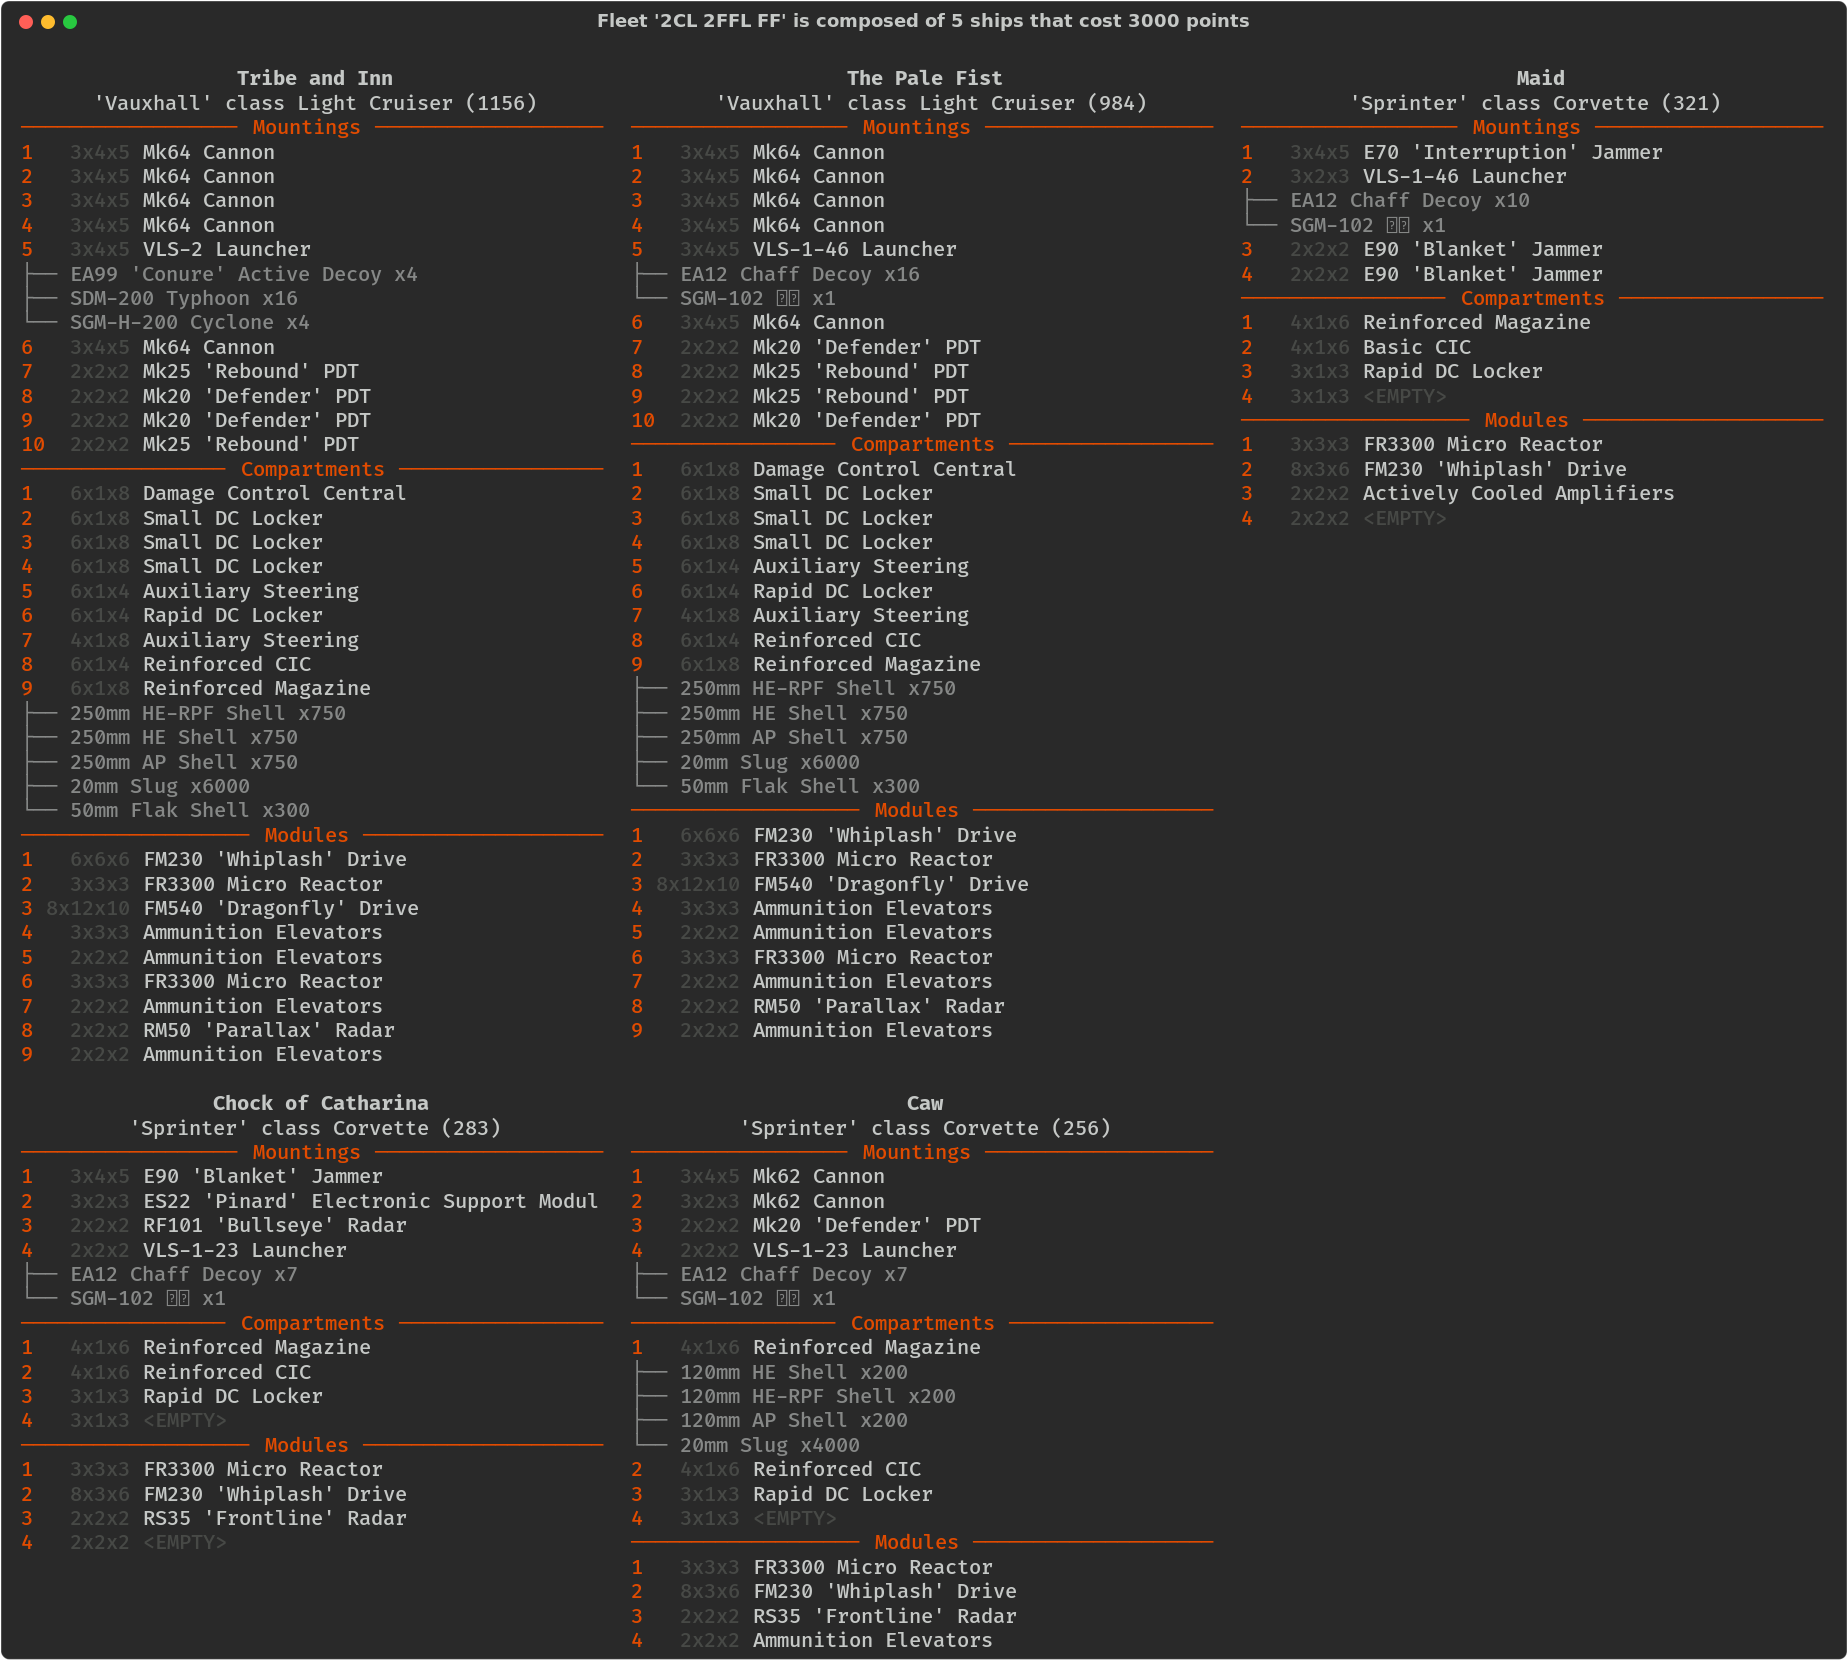 Fleet '2CL 2FFL FF' is composed of 5 ships that cost 3000 points
Tribe and Inn
'Vauxhall' class Light Cruiser (1156)
Mountings
1 3x4x5 Mk64 Cannon
2 3x4x5 Mk64 Cannon
3 3x4x5 Mk64 Cannon
4 3x4x5 Mk64 Cannon
5 3x4x5 VLS-2 Launcher
EA99 'Conure' Active Decoy x4
SDM-200 Typhoon x16
SGM-H-200 Cyclone x4
6 3x4x5 Mk64 Cannon
7 2x2x2 Mk25 'Rebound' PDT
8 2x2x2 Mk20 'Defender' PDT
9 2x2x2 Mk20 'Defender' PDT
10 2x2x2 Mk25 'Rebound' PDT
Compartments
1 6x1x8 Damage Control Central
2 6x1x8 Small DC Locker
3 6x1x8 Small DC Locker
4 6x1x8 Small DC Locker
5 6x1x4 Auxiliary Steering
6 6x1x4 Rapid DC Locker
7 4x1x8 Auxiliary Steering
8 6x1x4 Reinforced CIC
9 6x1x8 Reinforced Magazine
250mm HE-RPF Shell x750
250mm HE Shell x750
250mm AP Shell x750
20mm Slug x6000
50mm Flak Shell x300
Modules
1 6x6x6 FM230 'Whiplash' Drive
2 3x3x3 FR3300 Micro Reactor
3 8x12x10 FM540 'Dragonfly' Drive
4 3x3x3 Ammunition Elevators
5 2x2x2 Ammunition Elevators
6 3x3x3 FR3300 Micro Reactor
7 2x2x2 Ammunition Elevators
8 2x2x2 RM50 'Parallax' Radar
9 2x2x2 Ammunition Elevators
The Pale Fist
'Vauxhall' class Light Cruiser (984)
Mountings
1 3x4x5 Mk64 Cannon
2 3x4x5 Mk64 Cannon
3 3x4x5 Mk64 Cannon
4 3x4x5 Mk64 Cannon
5 3x4x5 VLS-1-46 Launcher
EA12 Chaff Decoy x16
SGM-102 x1
6 3x4x5 Mk64 Cannon
7 2x2x2 Mk20 'Defender' PDT
8 2x2x2 Mk25 'Rebound' PDT
9 2x2x2 Mk25 'Rebound' PDT
10 2x2x2 Mk20 'Defender' PDT
Compartments
1 6x1x8 Damage Control Central
2 6x1x8 Small DC Locker
3 6x1x8 Small DC Locker
4 6x1x8 Small DC Locker
5 6x1x4 Auxiliary Steering
6 6x1x4 Rapid DC Locker
7 4x1x8 Auxiliary Steering
8 6x1x4 Reinforced CIC
9 6x1x8 Reinforced Magazine
250mm HE-RPF Shell x750
250mm HE Shell x750
250mm AP Shell x750
20mm Slug x6000
50mm Flak Shell x300
Modules
1 6x6x6 FM230 'Whiplash' Drive
2 3x3x3 FR3300 Micro Reactor
3 8x12x10 FM540 'Dragonfly' Drive
4 3x3x3 Ammunition Elevators
5 2x2x2 Ammunition Elevators
6 3x3x3 FR3300 Micro Reactor
7 2x2x2 Ammunition Elevators
8 2x2x2 RM50 'Parallax' Radar
9 2x2x2 Ammunition Elevators
Maid
'Sprinter' class Corvette (321)
Mountings
1 3x4x5 E70 'Interruption' Jammer
2 3x2x3 VLS-1-46 Launcher
EA12 Chaff Decoy x10
SGM-102 x1
3 2x2x2 E90 'Blanket' Jammer
4 2x2x2 E90 'Blanket' Jammer
Compartments
1 4x1x6 Reinforced Magazine
2 4x1x6 Basic CIC
3 3x1x3 Rapid DC Locker
4 3x1x3 <EMPTY>
Modules
1 3x3x3 FR3300 Micro Reactor
2 8x3x6 FM230 'Whiplash' Drive
3 2x2x2 Actively Cooled Amplifiers
4 2x2x2 <EMPTY>
Chock of Catharina
'Sprinter' class Corvette (283)
Mountings
1 3x4x5 E90 'Blanket' Jammer
2 3x2x3 ES22 'Pinard' Electronic Support Modul
3 2x2x2 RF101 'Bullseye' Radar
4 2x2x2 VLS-1-23 Launcher
EA12 Chaff Decoy x7
SGM-102 x1
Compartments
1 4x1x6 Reinforced Magazine
2 4x1x6 Reinforced CIC
3 3x1x3 Rapid DC Locker
4 3x1x3 <EMPTY>
Modules
1 3x3x3 FR3300 Micro Reactor
2 8x3x6 FM230 'Whiplash' Drive
3 2x2x2 RS35 'Frontline' Radar
4 2x2x2 <EMPTY>
Caw
'Sprinter' class Corvette (256)
Mountings
1 3x4x5 Mk62 Cannon
2 3x2x3 Mk62 Cannon
3 2x2x2 Mk20 'Defender' PDT
4 2x2x2 VLS-1-23 Launcher
EA12 Chaff Decoy x7
SGM-102 x1
Compartments
1 4x1x6 Reinforced Magazine
120mm HE Shell x200
120mm HE-RPF Shell x200
120mm AP Shell x200
20mm Slug x4000
2 4x1x6 Reinforced CIC
3 3x1x3 Rapid DC Locker
4 3x1x3 <EMPTY>
Modules
1 3x3x3 FR3300 Micro Reactor
2 8x3x6 FM230 'Whiplash' Drive
3 2x2x2 RS35 'Frontline' Radar
4 2x2x2 Ammunition Elevators